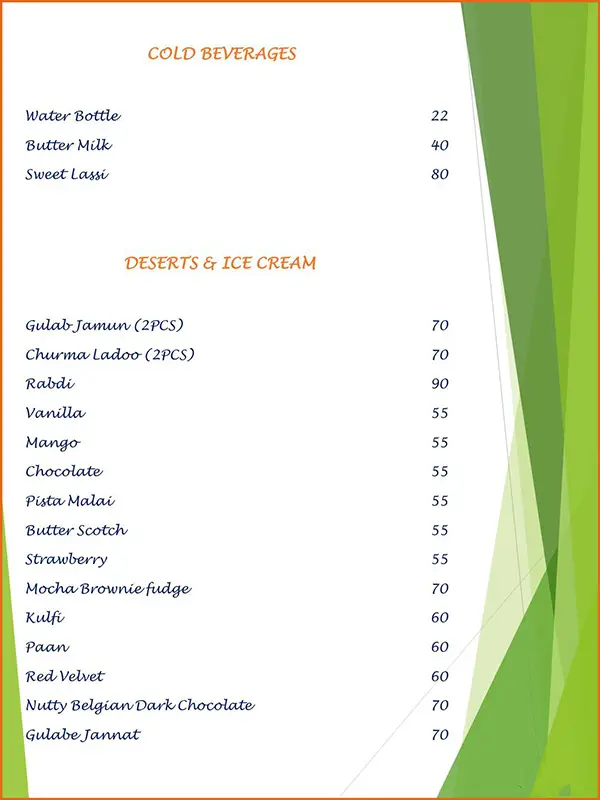 COLD BEVERAGES
Water Bottle 22
Butter Milk 40
Sweet Lassi 80
DESERTS & ICE CREAM
Gulab Jamun (2PCS) 70
Churma Ladoo (2PCS) 70
Rabdi 90
Vanilla 55
Mango 55
Chocolate 55
Pista Malai 55
Butter Scotch 55
Strawberry 55
Mocha Brownie fudge 70
Kulfi 60
Paan 60
Red Velvet 60
Nutty Belgian Dark Chocolate 70
Gulabe Jannat 70